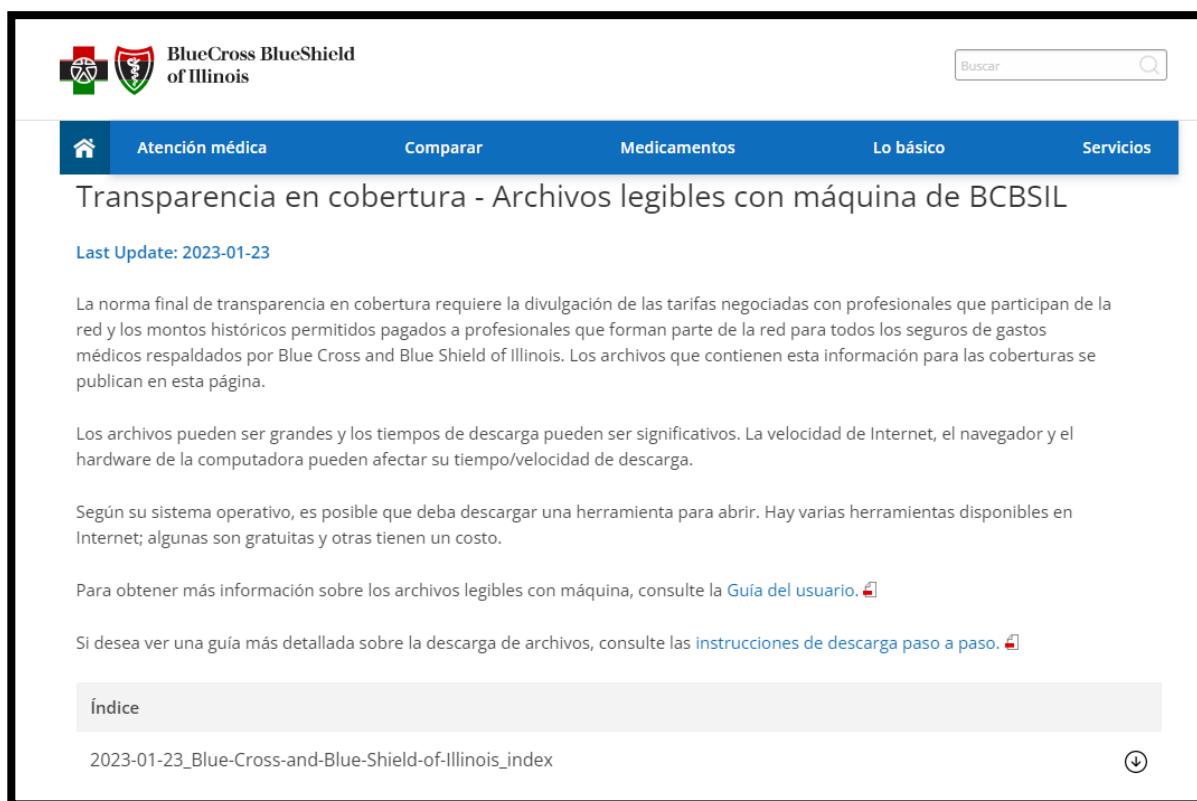 BlueCross BlueShield
of Illinois
Buscar
Atención médica Comparar Medicamentos Lo básico Servicios
Transparencia en cobertura - Archivos legibles con máquina de BCBSIL
Last Update: 2023-01-23
La norma final de transparencia en cobertura requiere la divulgación de las tarifas negociadas con profesionales que participan de la
red y los montos históricos permitidos pagados a profesionales que forman parte de la red para todos los seguros de gastos
médicos respaldados por Blue Cross and Blue Shield of Illinois. Los archivos que contienen esta información para las coberturas se
publican en esta página.
Los archivos pueden ser grandes y los tiempos de descarga pueden ser significativos. La velocidad de Internet, el navegador y el
hardware de la computadora pueden afectar su tiempo/velocidad de descarga.
Según su sistema operativo, es posible que deba descargar una herramienta para abrir. Hay varias herramientas disponibles en
Internet; algunas son gratuitas y otras tienen un costo.
Para obtener más información sobre los archivos legibles con máquina, consulte la Guía del usuario.
Si desea ver una guía más detallada sobre la descarga de archivos, consulte las instrucciones de descarga paso a paso.
Índice
2023-01-23_Blue-Cross-and-Blue-Shield-of-Illinois_index